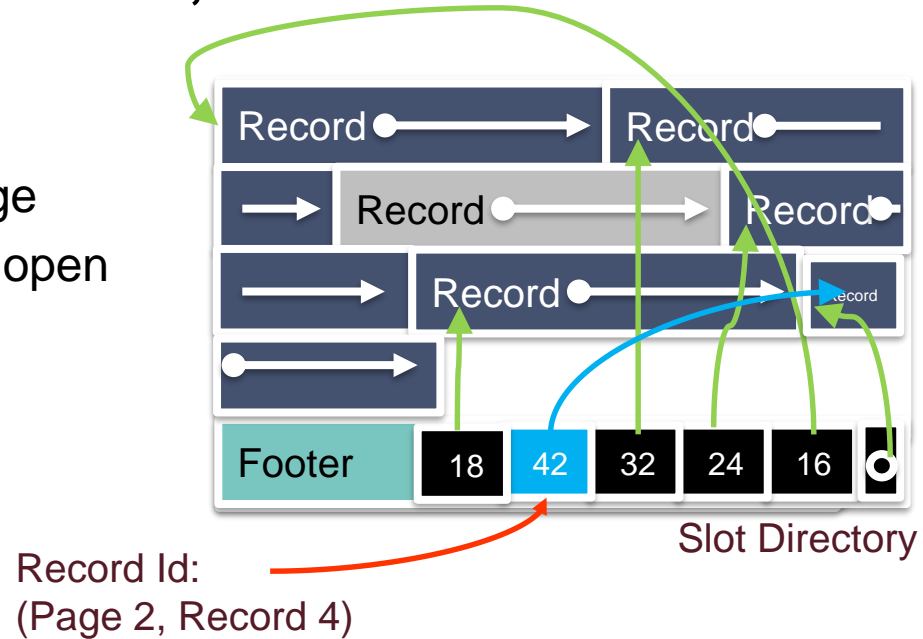 Record Record
ge
Record Record
open
Record Record
Footer 18 42 32 24 16
Slot Directory
Record Id:
(Page 2, Record 4)